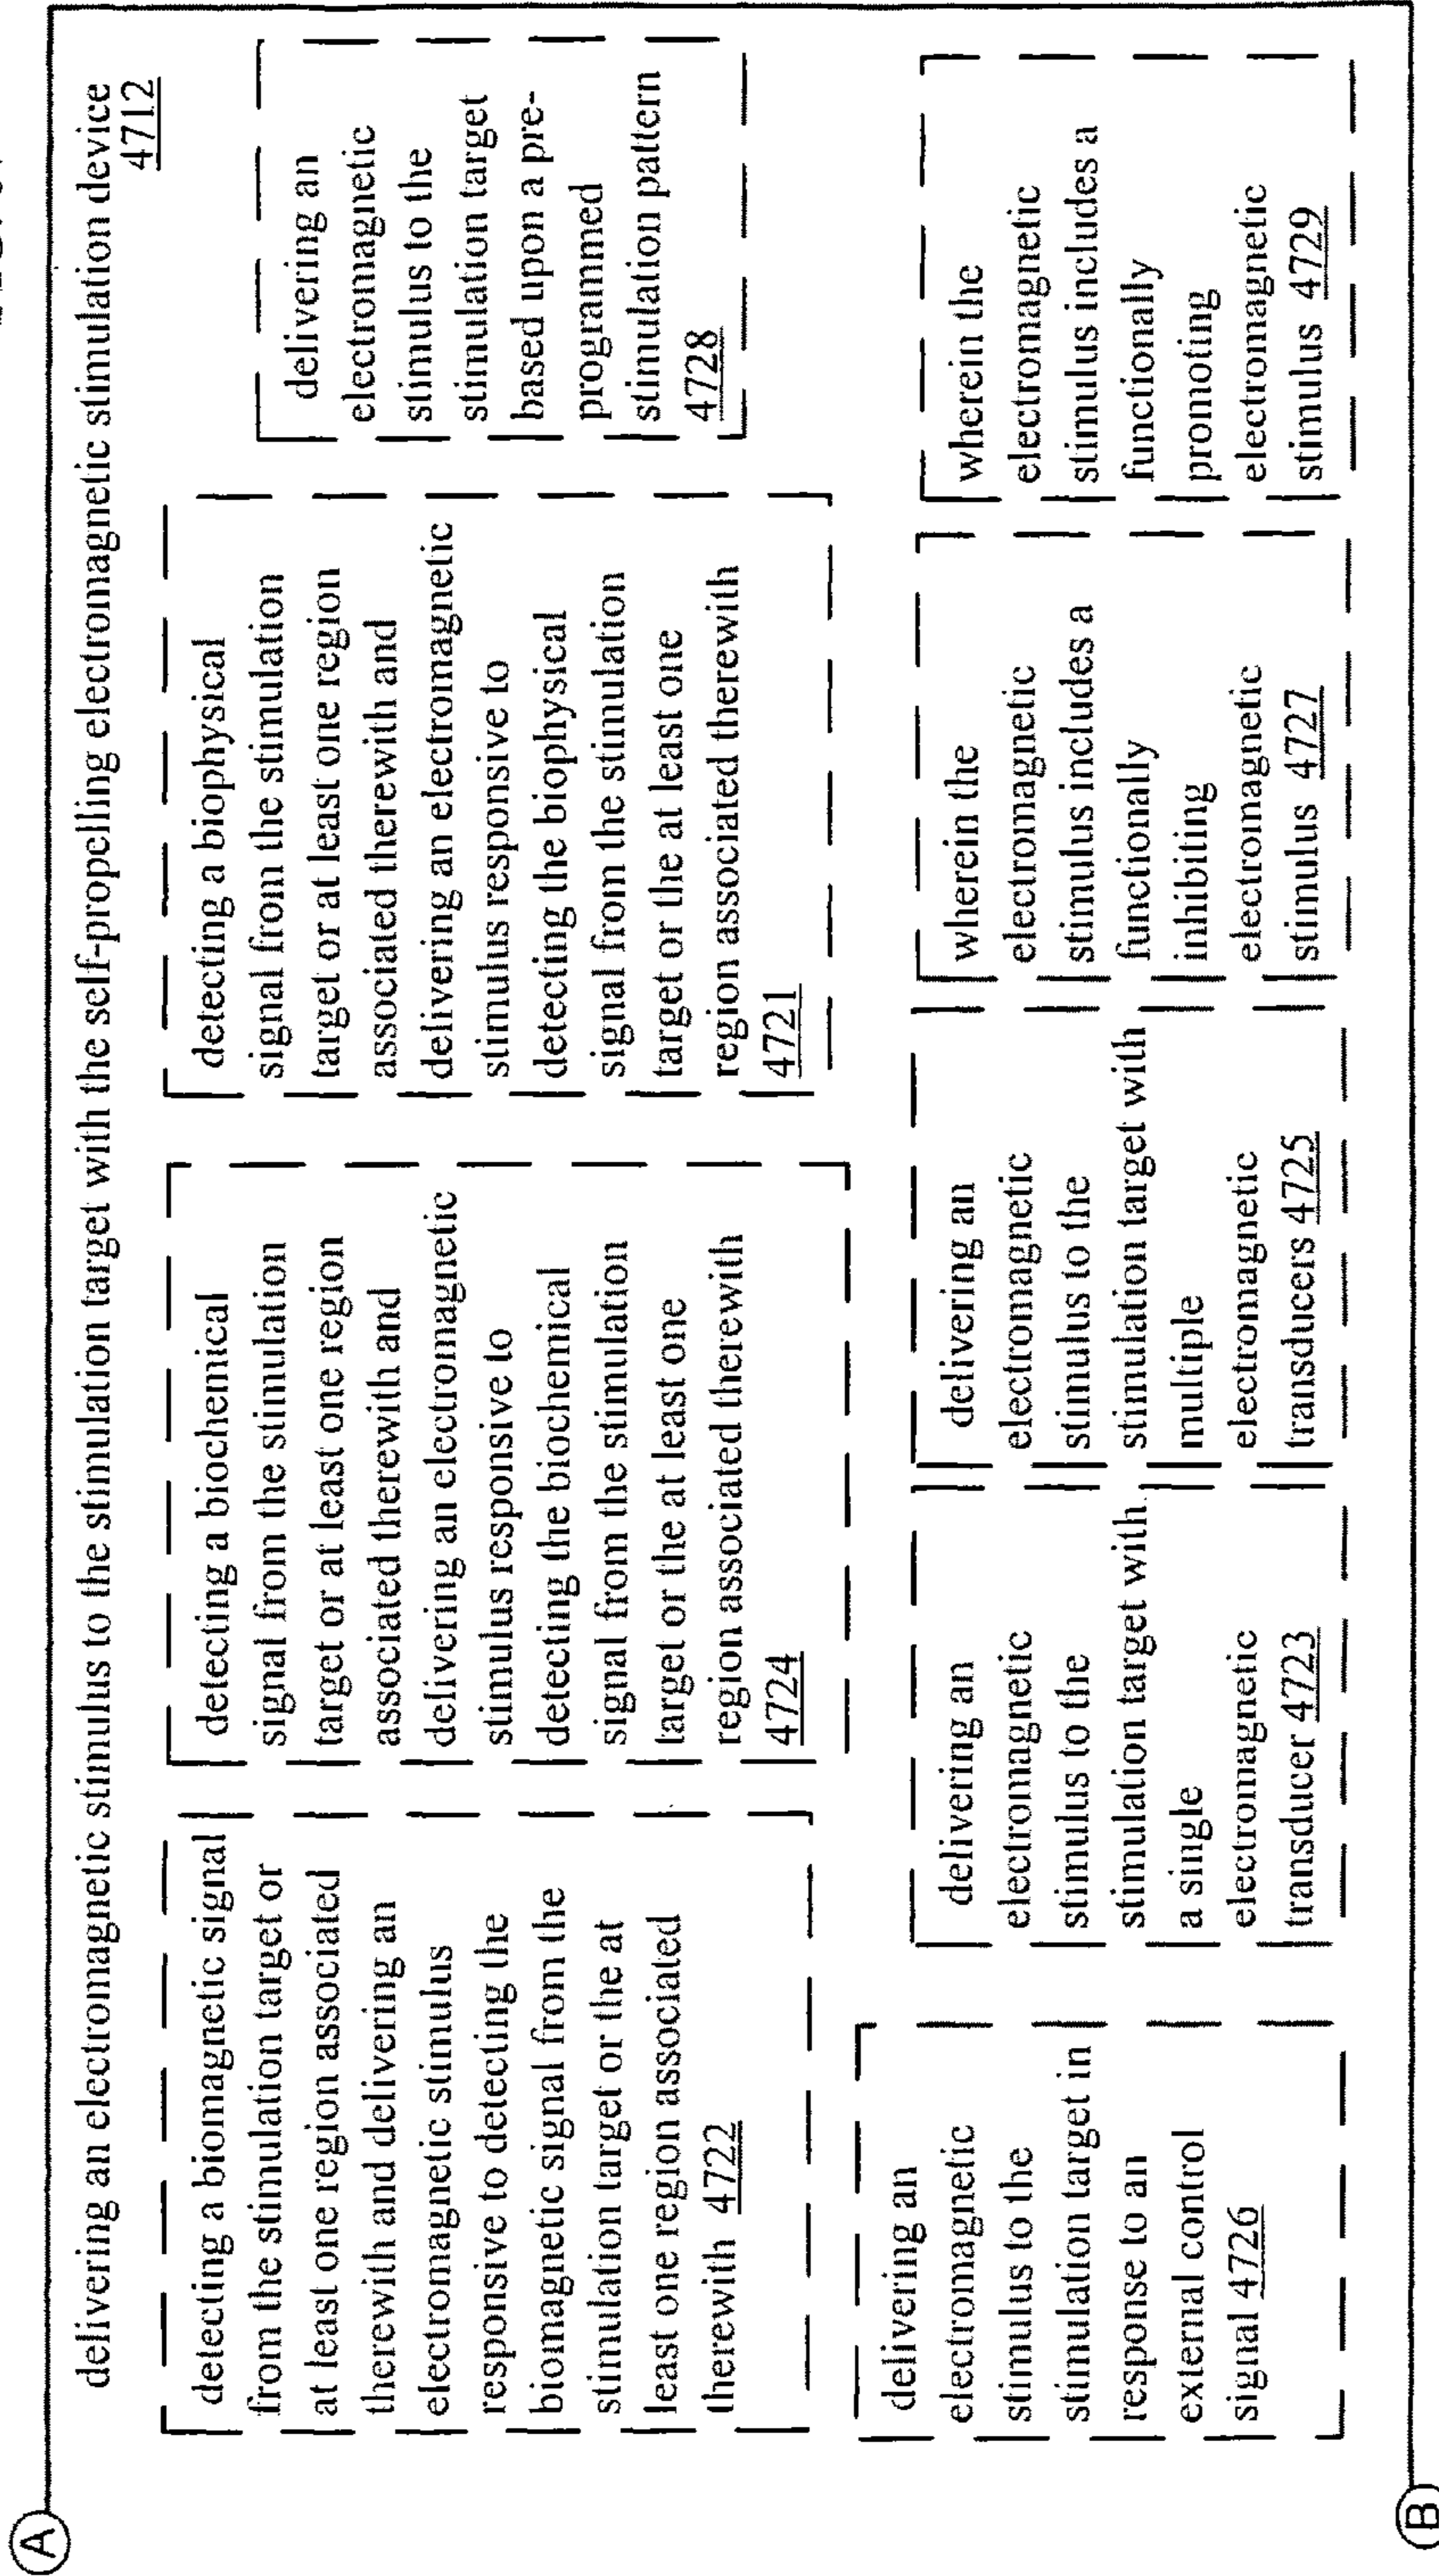 A
delivering an electromagnetic stimulus to the stimulation target with the self-propelling electromagnetic stimulation device
4712
detecting a biomagnetic signal
from the stimulation target or
at least one region associated
therewith and delivering an
electromagnetic stimulus
responsive to detecting the
biomagnetic signal from the
stimulation target or the at
least one region associated
therewith 4722
detecting a biochemical
signal from the stimulation
target or at least one region
associated therewith and
delivering an electromagnetic
stimulus responsive to
detecting the biochemical
signal from the stimulation
target or the at least one
region associated therewith
4724
detecting a biophysical
signal from the stimulation
target or at least one region
associated therewith and
delivering an electromagnetic
stimulus responsive to
detecting the biophysical
signal from the stimulation
target or the at least one
region associated therewith
4721
delivering an
electromagnetic
stimulus to the
stimulation target
based upon a pre-
programmed
stimulation pattern
4728
delivering an
electromagnetic
stimulus to the
stimulation target in
response to an
external control
signal 4726
delivering an
electromagnetic
stimulus to the
stimulation target with
a single
electromagnetic
transducer 4723
delivering an
electromagnetic
stimulus to the
stimulation target with
multiple
electromagnetic
transducers 4725
wherein the
electromagnetic
stimulus includes a
functionally
inhibiting
electromagnetic
stimulus 4727
wherein the
electromagnetic
stimulus includes a
functionally
promoting
electromagnetic
stimulus 4729
B